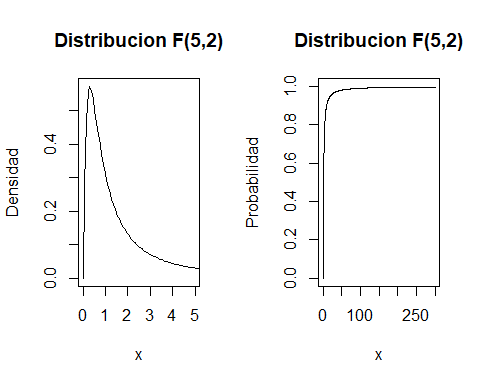 Distribucion F(5,2)
Densidad
0.0
0.2
0.4
0 1 2 3 4 5
x
Distribucion F(5,2)
Probabilidad
0.0
0.2
0.4
0.6
0.8
1.0
0 100 250
x